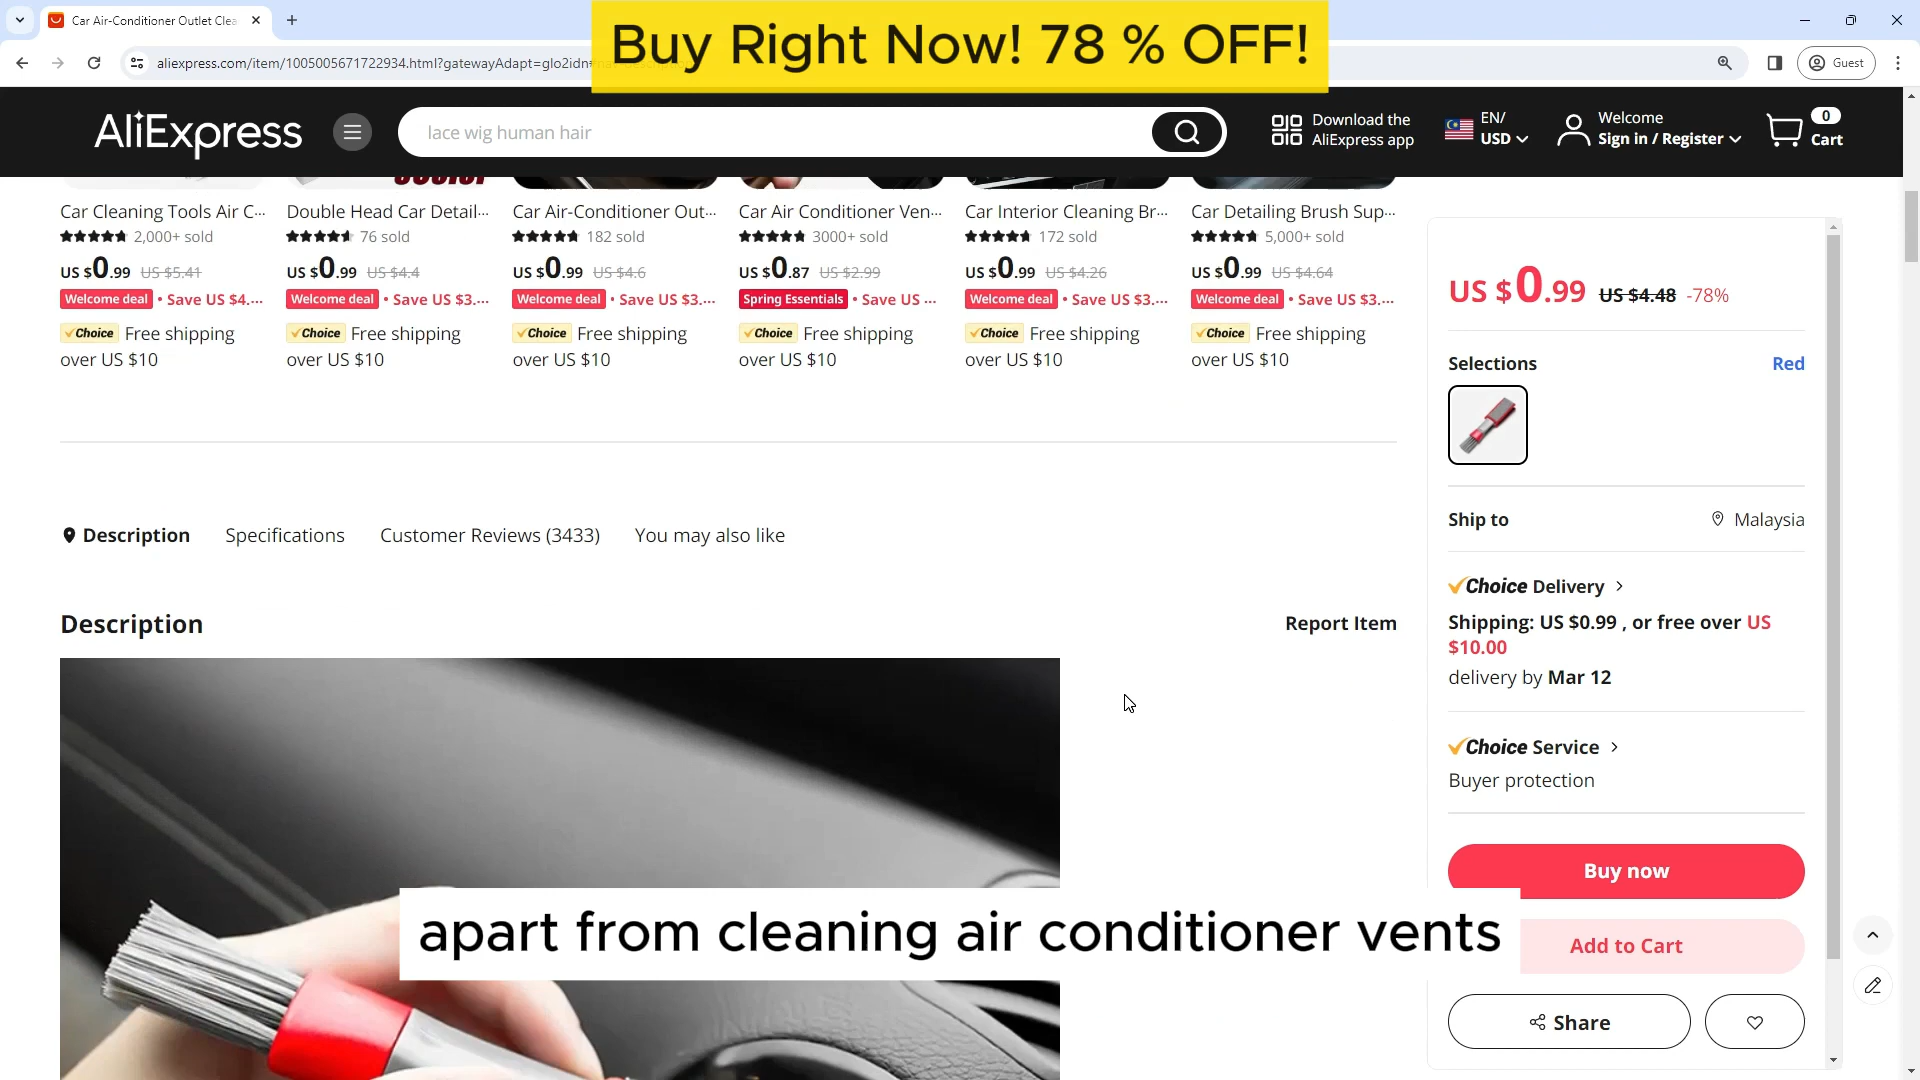 Car Air-Conditioner Outlet Clea
Buy Right Now! 78 % OFF!
aliexpress.com/item/1005005671722934.html?gatewayAdapt=glo2idn
Guest
AliExpress
lace wig human hair
Download the
AliExpress app
EN/
USD
Welcome
Sign in / Register
0
Cart
Car Cleaning Tools Air C...
2,000+ sold
US $0.99 US $5.41
Welcome deal • Save US $4....
Choice Free shipping
over US $10
Double Head Car Detail...
76 sold
US $0.99 US $4.4
Welcome deal • Save US $3....
Choice Free shipping
over US $10
Car Air-Conditioner Out...
182 sold
US $0.99 US $4.6
Welcome deal • Save US $3....
Choice Free shipping
over US $10
Car Air Conditioner Ven...
3000+ sold
US $0.87 US $2.99
Spring Essentials • Save US ...
Choice Free shipping
over US $10
Car Interior Cleaning Br...
172 sold
US $0.99 US $4.26
Welcome deal • Save US $3....
Choice Free shipping
over US $10
Car Detailing Brush Sup...
5,000+ sold
US $0.99 US $4.64
Welcome deal • Save US $3....
Choice Free shipping
over US $10
Description Specifications Customer Reviews (3433) You may also like
Description
Report Item
US $0.99 US $4.48 -78%
Selections Red
Ship to Malaysia
Choice Delivery >
Shipping: US $0.99 , or free over US
$10.00
delivery by Mar 12
Choice Service >
Buyer protection
Buy now
apart from cleaning air conditioner vents
Add to Cart
Share